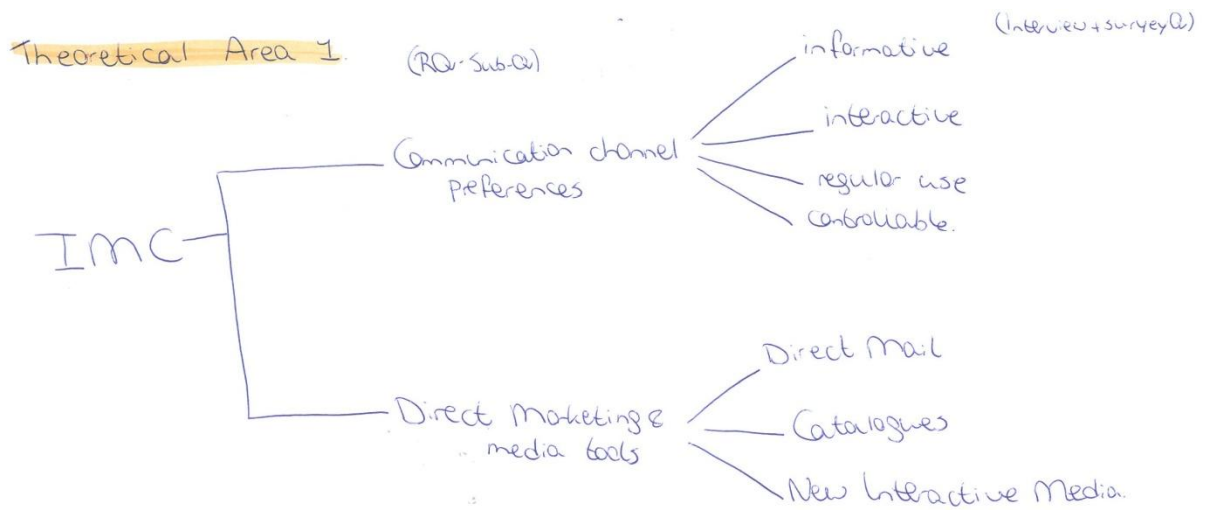 (Interview + survey Q)
Theoretical Area 1.
(RQ - Sub-Q)
informative
interactive
Communication channel
preferences
regular use
controllable.
IMC
Direct Mail
Direct Marketing &
media tools
Catalogues
New Interactive Media.